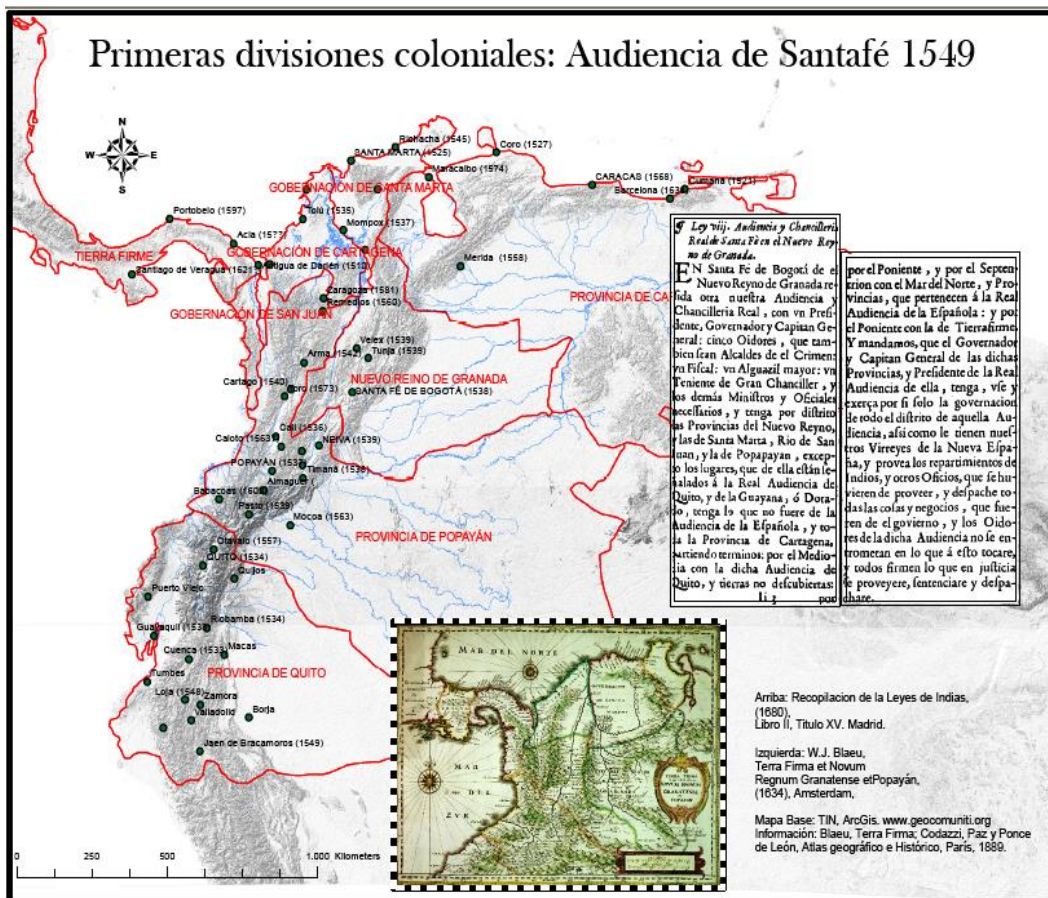 Primeras divisiones coloniales: Audiencia de Santafé 1549
N
W
E
S
Riohacha (1545)
SANTA MARTA (1525)
Coro (1527)
Maracaibo (1574)
GOBERNACIÓN DE SANTA MARTA
CARACAS (1568)
Cumaná (1521)
Barcelona
Portobelo (1597)
Tolú (1535)
Mompox (1537)
Acla (15??)
GOBERNACIÓN DE CARTAGENA
TIERRA FIRME
Antigua de Darién (1510)
Santiago de Veragua (1521
Merida (1558)
Zaragoza (1581)
Remedios (1560)
PROVINCIA DE CA
GOBERNACIÓN DE SAN JUAN
Velex (1539)
Tunja (1539)
Arma (1542)
NUEVO REINO DE GRANADA
Cartago (1540)
Toro (1573)
SANTA FÉ DE BOGOTÁ (1538)
Cali (1536)
Caloto (1563)
NEIVA (1539)
POPAYÁN (1537)
Timaná (1538)
Almaguer (
Babacoas
Pasto (1539)
Mocoa (1563)
PROVINCIA DE POPAYÁN
Otavalo (1557)
QUITO (1534)
Quijos
Puerto Viejo
Riobamba (1534)
Guayaquil
Cuenca (1533)
Macas
PROVINCIA DE QUITO
Tumbes
Loja (1548)
Zamora
Valladolid
Borja
Jaen de Bracamoros (1549)
0 250 500 1.000 Kilometers
¶ Ley viij. Audiencia y Chancilleria
Real de Santa Fè en el Nuevo Rey
no de Granada.
EN Santa Fé de Bogotá de el
Nuevo Reyno de Granada re
sida otra nuestra Audiencia y
Chancilleria Real, con vn Presi
dente, Governador y Capitan Ge
neral: cinco Oidores, que tam
bien sean Alcaldes de el Crimen:
vn Fiscal: vn Alguazil mayor: vn
Teniente de Gran Chanciller, y
los demás Ministros y Oficiales
necessarios, y tenga por distrito
las Provincias del Nuevo Reyno,
y las de Santa Marta, Rio de San
Juan, y la de Popapayan, excep
to los lugares, que de ella están se
ñalados á la Real Audiencia de
Quito, y de la Guayana, ó Dora
do, tenga lo que no fuere de la
Audiencia de la Española, y to
da la Provincia de Cartagena,
partiendo terminos: por el Medio
dia con la dicha Audiencia de
Quito, y tierras no descubiertas:
Ii 3 por
por el Poniente, y por el Septen
trion con el Mar del Norte, y Pro
vincias, que pertenecen á la Real
Audiencia de la Española: y por
el Poniente con la de Tierrafirme.
Y mandamos, que el Governador
y Capitan General de las dichas
Provincias, y Presidente de la Real
Audiencia de ella, tenga, vse y
exerça por si solo la governacion
de todo el distrito de aquella Au
diencia, assi como le tienen nues
tros Virreyes de la Nueva Espa
ña, y provea los repartimientos de
Indios, y otros Oficios, que se hu
vieren de proveer, y despache to
das las cosas y negocios, que fue
ren de el govierno, y los Oido
res de la dicha Audiencia no se en
trometan en lo que á esto tocare,
y todos firmen lo que en justicia
se proveyere, sentenciare y despa
chare.
MAR DEL NORTE
MAR
DEL
ZVR
Arriba: Recopilacion de la Leyes de Indias,
(1680),
Libro II, Titulo XV. Madrid.
Izquierda: W.J. Blaeu,
Terra Firma et Novum
Regnum Granatense etPopayán,
(1634), Amsterdam,
Mapa Base: TIN, ArcGis. www.geocomuniti.org
Información: Blaeu, Terra Firma; Codazzi, Paz y Ponce
de León, Atlas geográfico e Histórico, París, 1889.